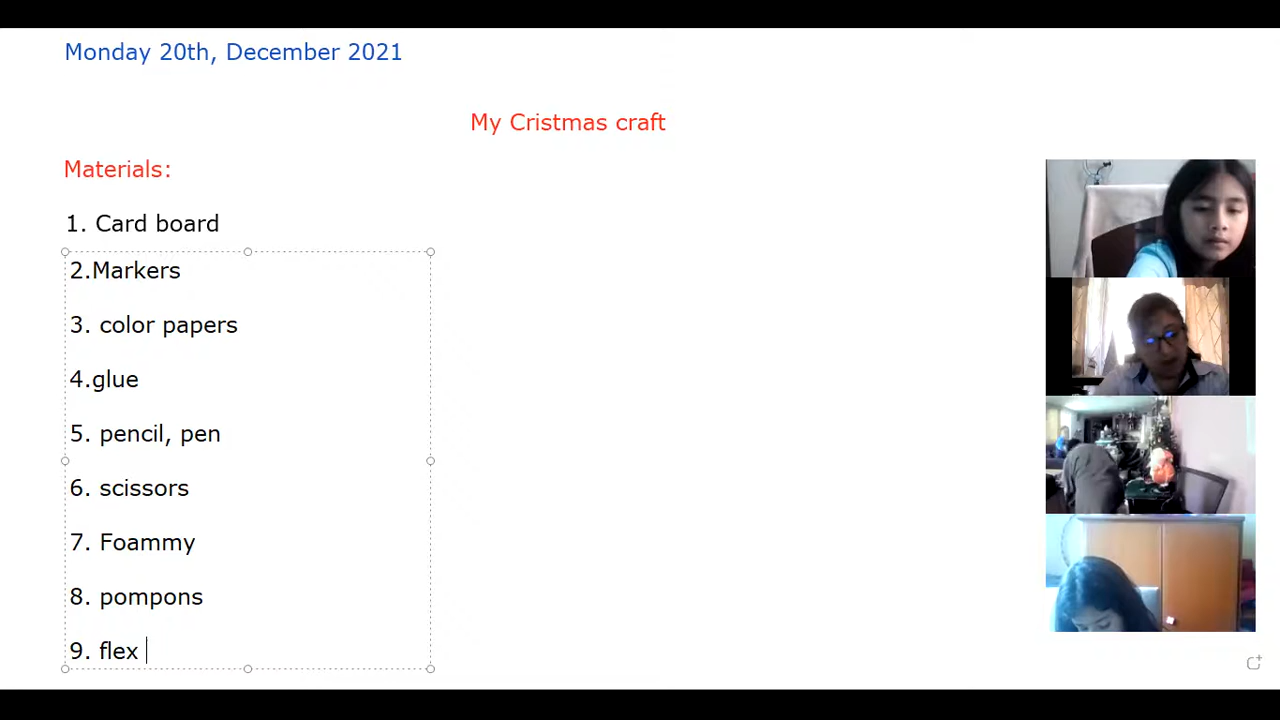 Monday 20th, December 2021
My Cristmas craft
Materials:
1. Card board
2.Markers
3. color papers
4.glue
5. pencil, pen
6. scissors
7. Foammy
8. pompons
9. flex